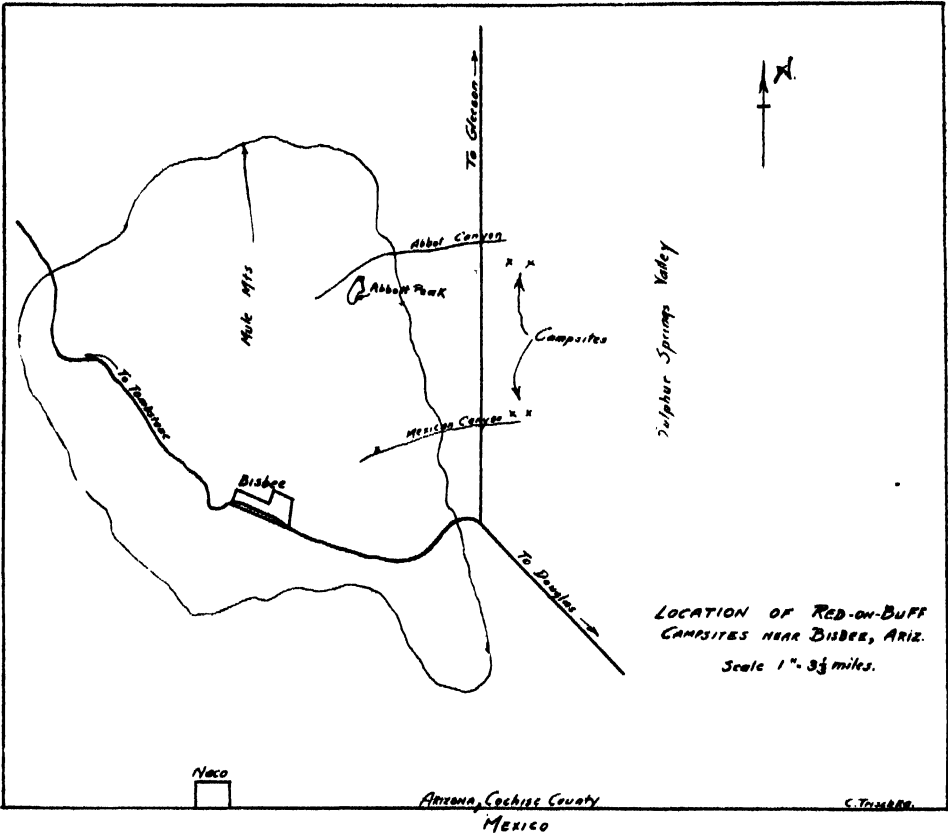 To Gleeson
N.
Abbot Canyon
Abbott Peak
Mule Mts
Campsites
Sulphur Springs Valley
To Tombstone
Mexican Canyon
Bisbee
To Douglas
LOCATION OF RED-ON-BUFF
CAMPSITES NEAR BISBEE, ARIZ.
Scale 1"= 3⅓ miles.
Naco
ARIZONA, Cochise County
MEXICO